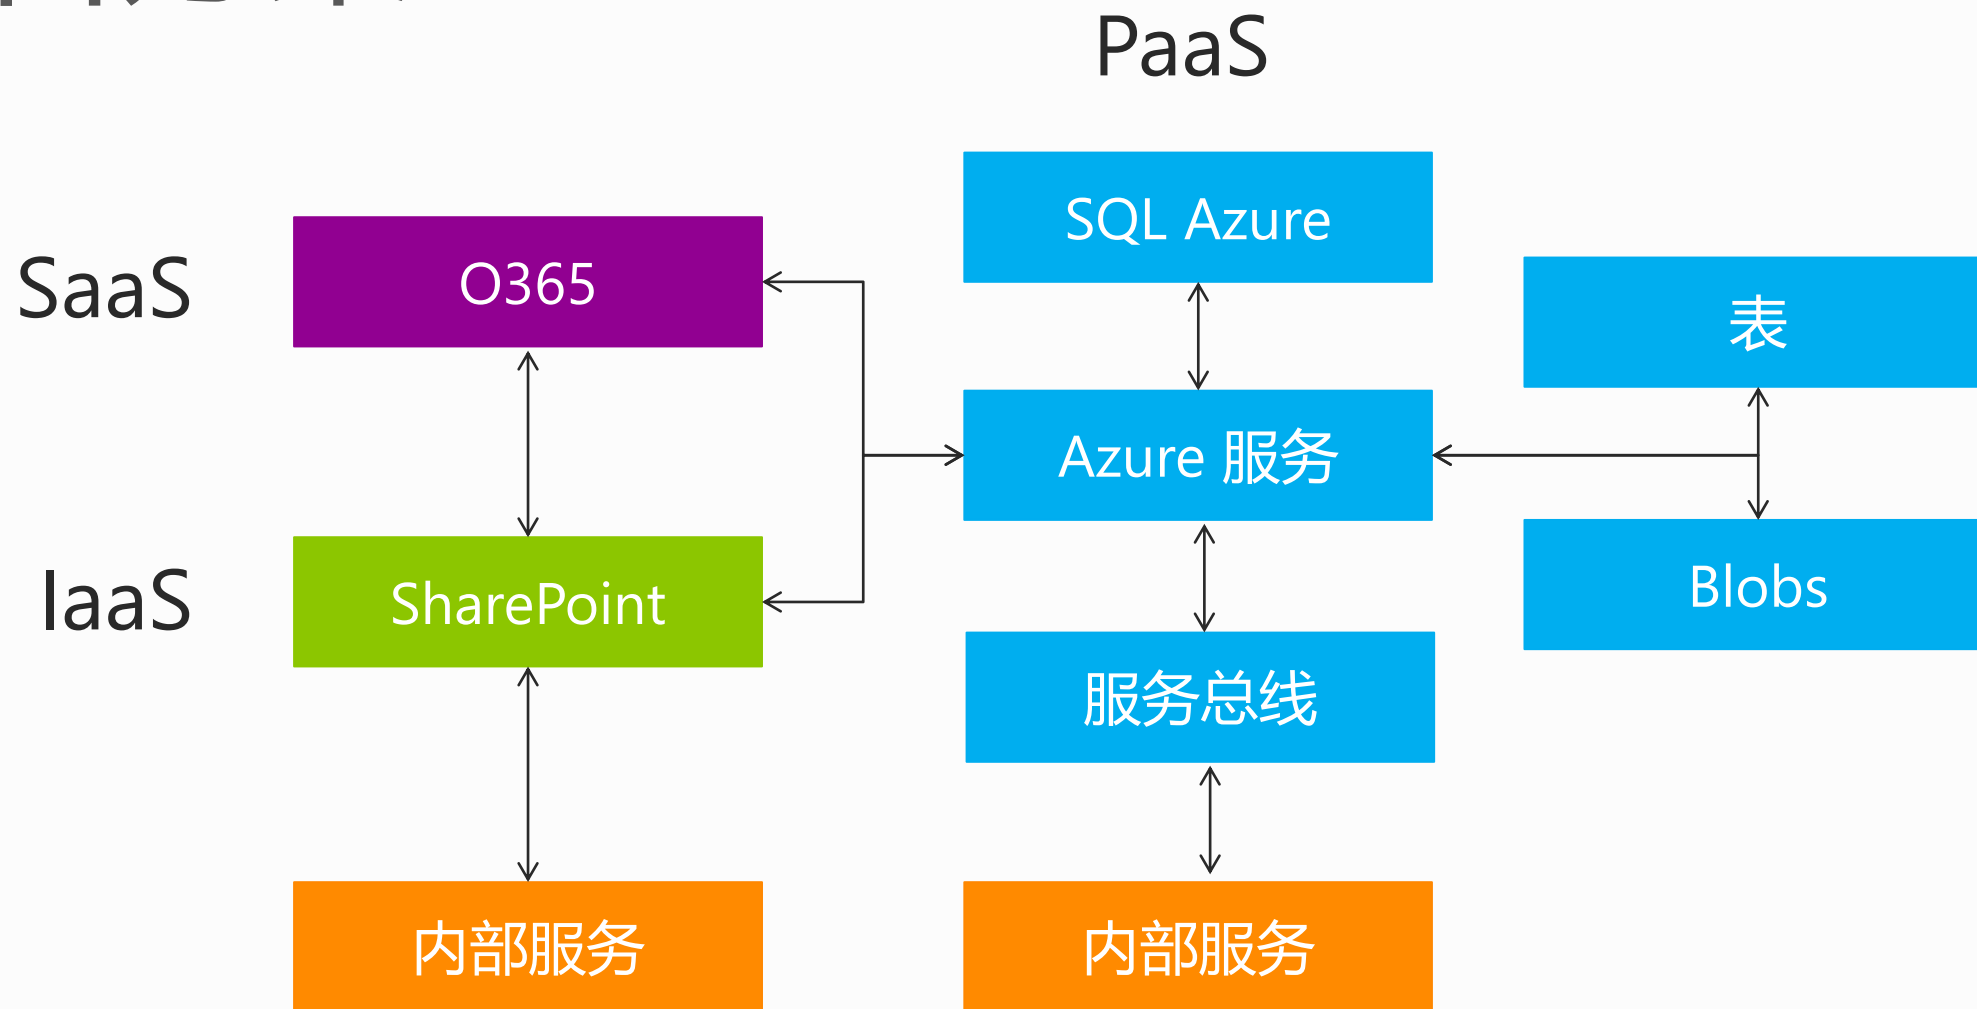 PaaS
SQL Azure
SaaS
O365
表
Azure 服务
IaaS
SharePoint
Blobs
服务总线
内部服务
内部服务